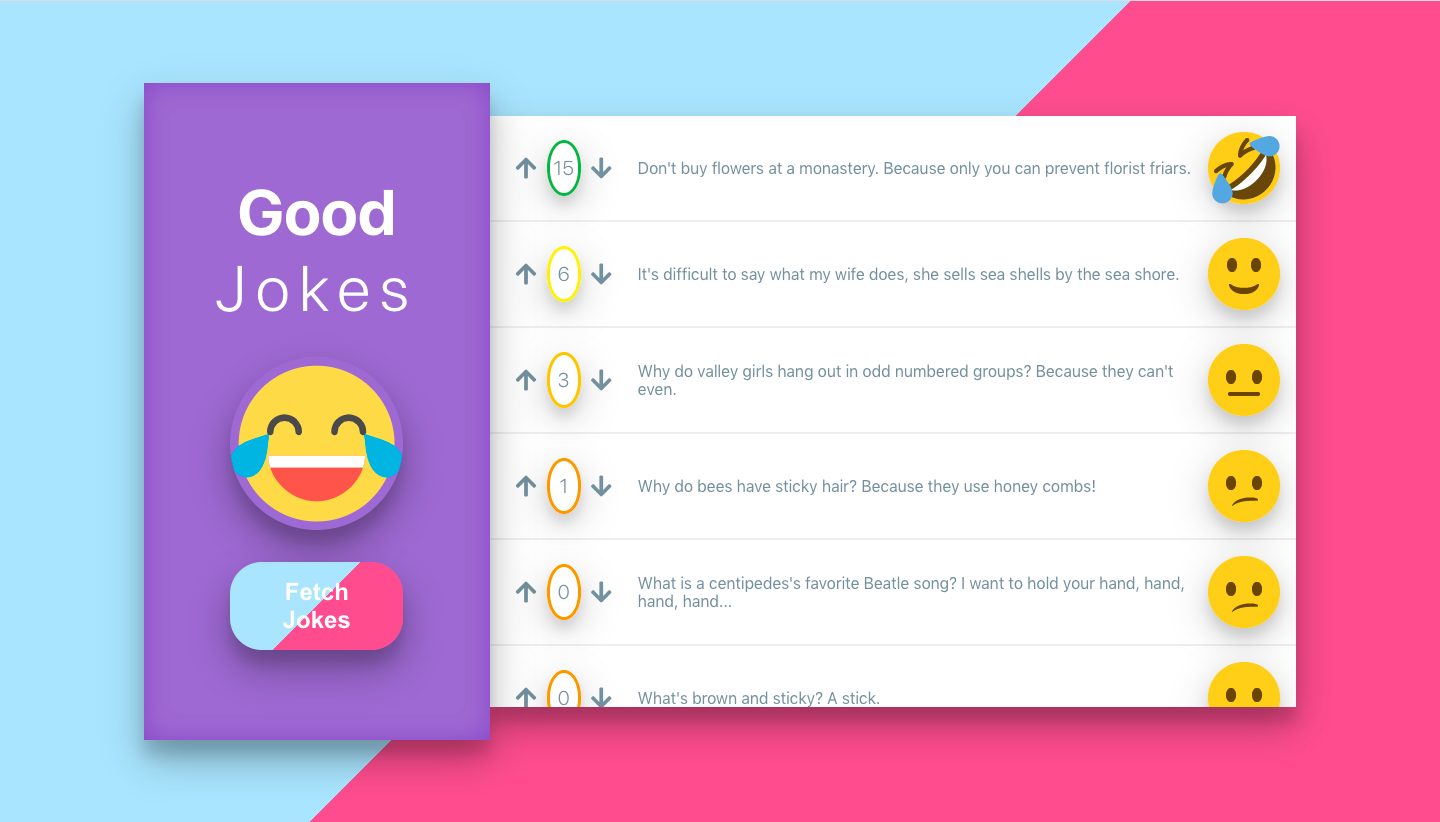 Good
Jokes
Fetch
Jokes
15
Don't buy flowers at a monastery. Because only you can prevent florist friars.
6
It's difficult to say what my wife does, she sells sea shells by the sea shore.
3
Why do valley girls hang out in odd numbered groups? Because they can't
even.
1
Why do bees have sticky hair? Because they use honey combs!
0
What is a centipedes's favorite Beatle song? I want to hold your hand, hand,
hand, hand...
0
What's brown and sticky? A stick.